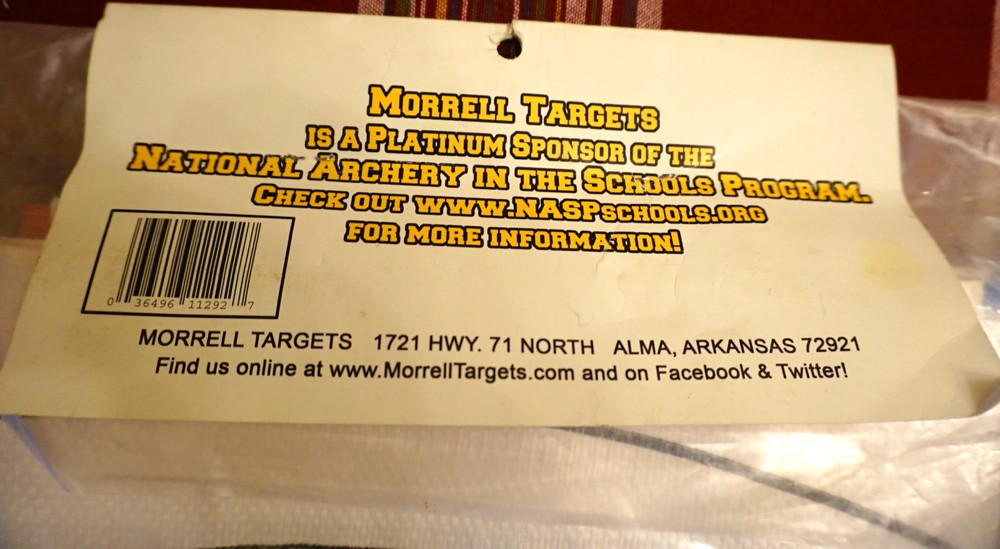 MORRELL TARGETS
IS A PLATINUM SPONSOR OF THE
NATIONAL ARCHERY IN THE SCHOOLS PROGRAM.
CHECK OUT WWW.NASPSCHOOLS.ORG
FOR MORE INFORMATION!
0 36496 11292 7
MORRELL TARGETS 1721 HWY. 71 NORTH ALMA, ARKANSAS 72921
Find us online at www.MorrellTargets.com and on Facebook & Twitter!